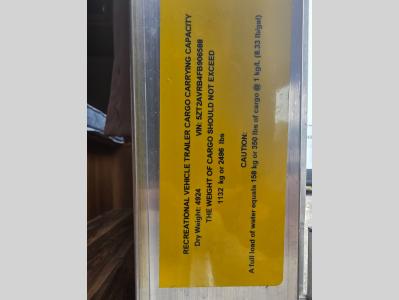 RECREATIONAL VEHICLE TRAILER CARGO CARRYING CAPACITY
Dry Weight: 4924 VIN: 5ZT2AVRB4FB906588
THE WEIGHT OF CARGO SHOULD NOT EXCEED
1132 kg or 2496 lbs
CAUTION:
A full load of water equals 158 kg or 350 lbs of cargo @ 1 kg/L (8.33 lb/gal)